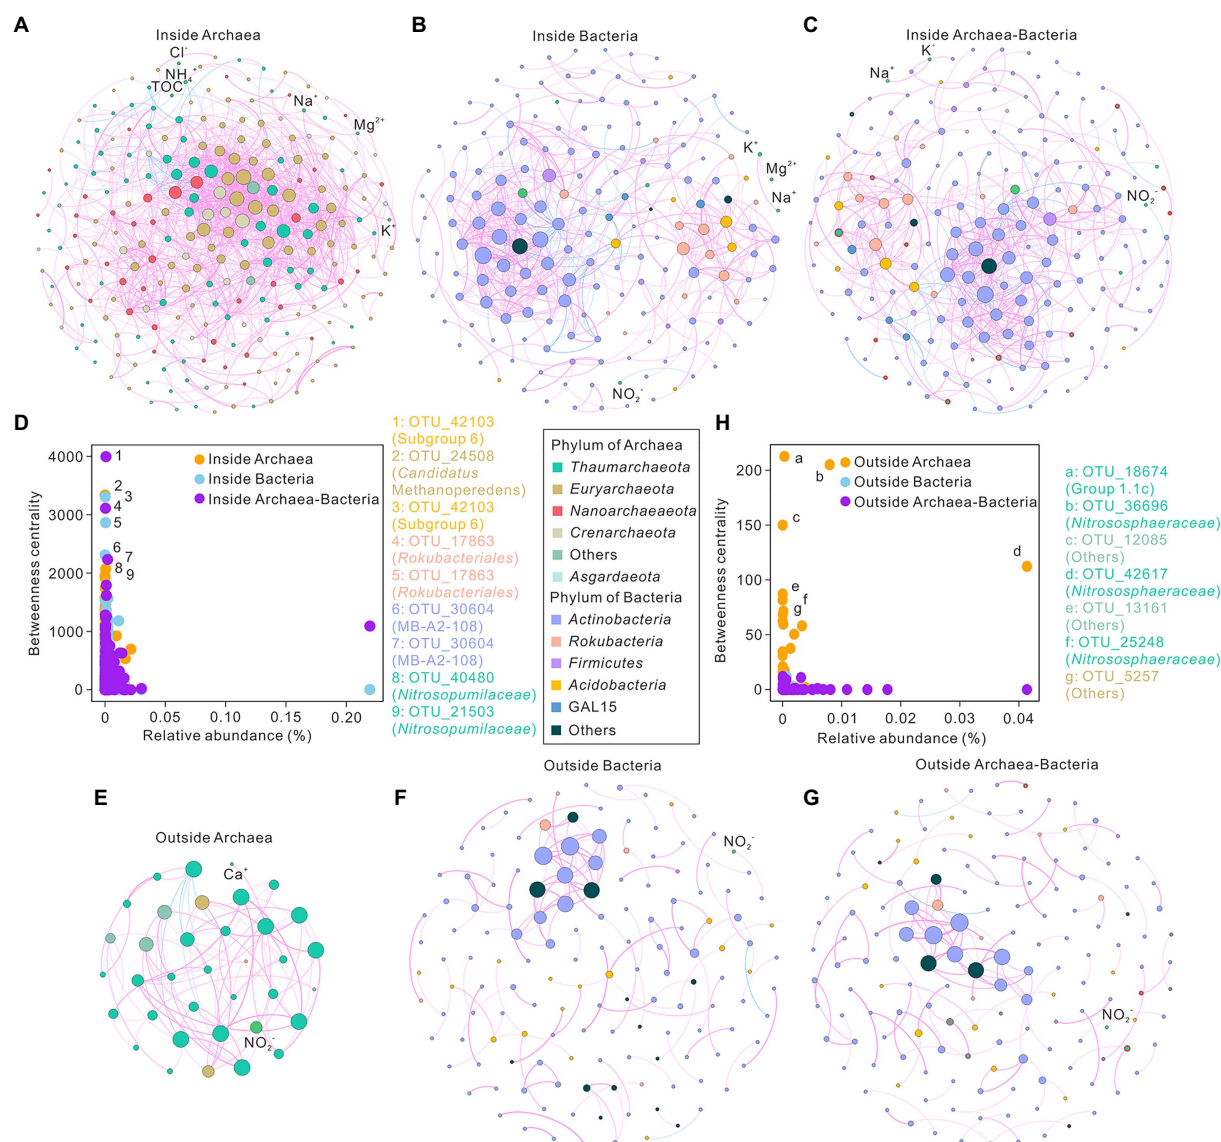 A
Inside Archaea
Cl⁻
NH₄⁺
TOC
Na⁺
Mg²⁺
K⁺
B
Inside Bacteria
K⁺
Mg²⁺
Na⁺
NO₂⁻
C
Inside Archaea-Bacteria
K⁺
Na⁺
NO₂⁻
D
Betweenness centrality
4000
3000
2000
1000
0
0
0.05
0.10
0.15
0.20
Relative abundance (%)
Inside Archaea
Inside Bacteria
Inside Archaea-Bacteria
1
2
3
4
5
6
7
8
9
1: OTU_42103
(Subgroup 6)
2: OTU_24508
(Candidatus
Methanoperedens)
3: OTU_42103
(Subgroup 6)
4: OTU_17863
(Rokubacteriales)
5: OTU_17863
(Rokubacteriales)
6: OTU_30604
(MB-A2-108)
7: OTU_30604
(MB-A2-108)
8: OTU_40480
(Nitrosopumilaceae)
9: OTU_21503
(Nitrosopumilaceae)
Phylum of Archaea
Thaumarchaeota
Euryarchaeota
Nanoarchaeaeota
Crenarchaeota
Others
Asgardaeota
Phylum of Bacteria
Actinobacteria
Rokubacteria
Firmicutes
Acidobacteria
GAL15
Others
H
Betweenness centrality
200
150
100
50
0
0
0.01
0.02
0.03
0.04
Relative abundance (%)
Outside Archaea
Outside Bacteria
Outside Archaea-Bacteria
a
b
c
d
e
f
g
a: OTU_18674
(Group 1.1c)
b: OTU_36696
(Nitrososphaeraceae)
c: OTU_12085
(Others)
d: OTU_42617
(Nitrososphaeraceae)
e: OTU_13161
(Others)
f: OTU_25248
(Nitrososphaeraceae)
g: OTU_5257
(Others)
E
Outside Archaea
Ca⁺
NO₂⁻
F
Outside Bacteria
NO₂⁻
G
Outside Archaea-Bacteria
NO₂⁻